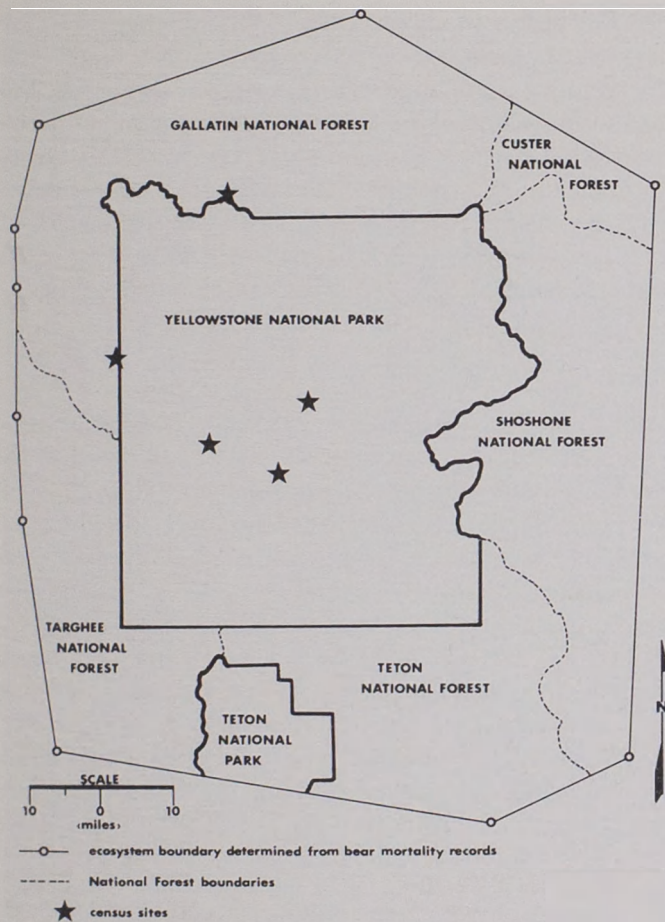 GALLATIN NATIONAL FOREST
CUSTER
NATIONAL
FOREST
YELLOWSTONE NATIONAL PARK
SHOSHONE
NATIONAL FOREST
TARGHEE
NATIONAL
FOREST
TETON
NATIONAL FOREST
TETON
NATIONAL
PARK
N
SCALE
10 0 10
(miles)
ecosystem boundary determined from bear mortality records
National Forest boundaries
census sites